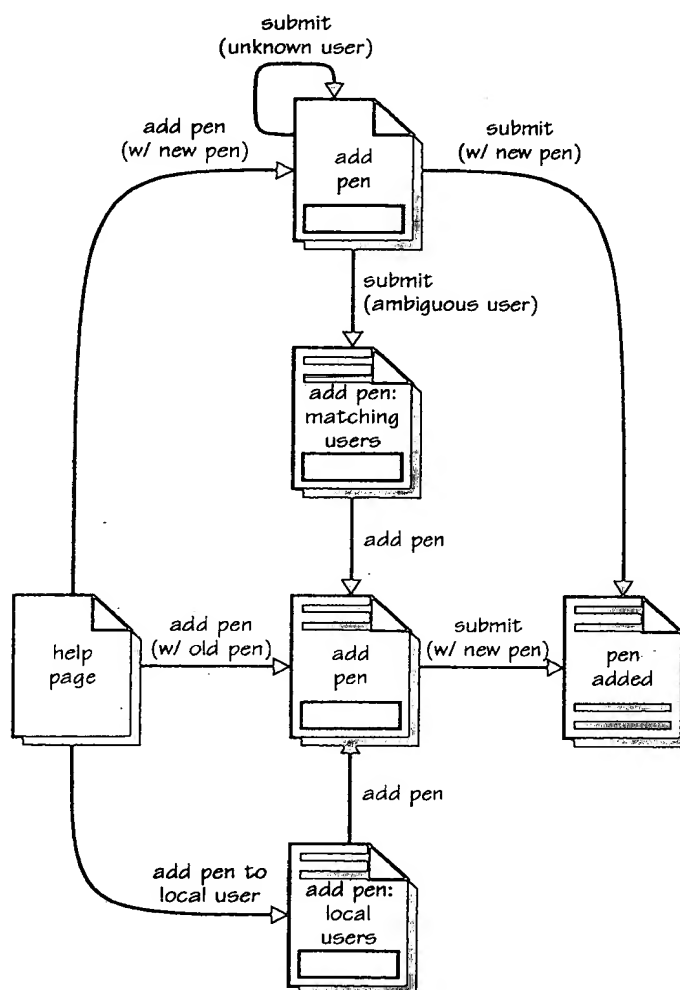 submit
(unknown user)
add pen
(w/ new pen)
add
pen
submit
(w/ new pen)
submit
(ambiguous user)
add pen:
matching
users
add pen
help
page
add pen
(w/ old pen)
add
pen
submit
(w/ new pen)
pen
added
add pen
add pen to
local user
add pen:
local
users